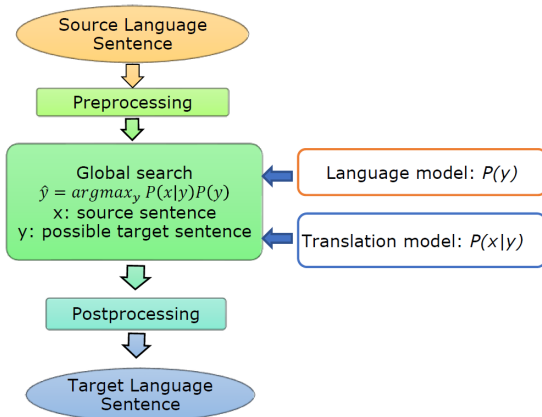 Source Language
Sentence
Preprocessing
Global search
ŷ = argmax_y P(x|y)P(y)
x: source sentence
y: possible target sentence
Language model: P(y)
Translation model: P(x|y)
Postprocessing
Target Language
Sentence